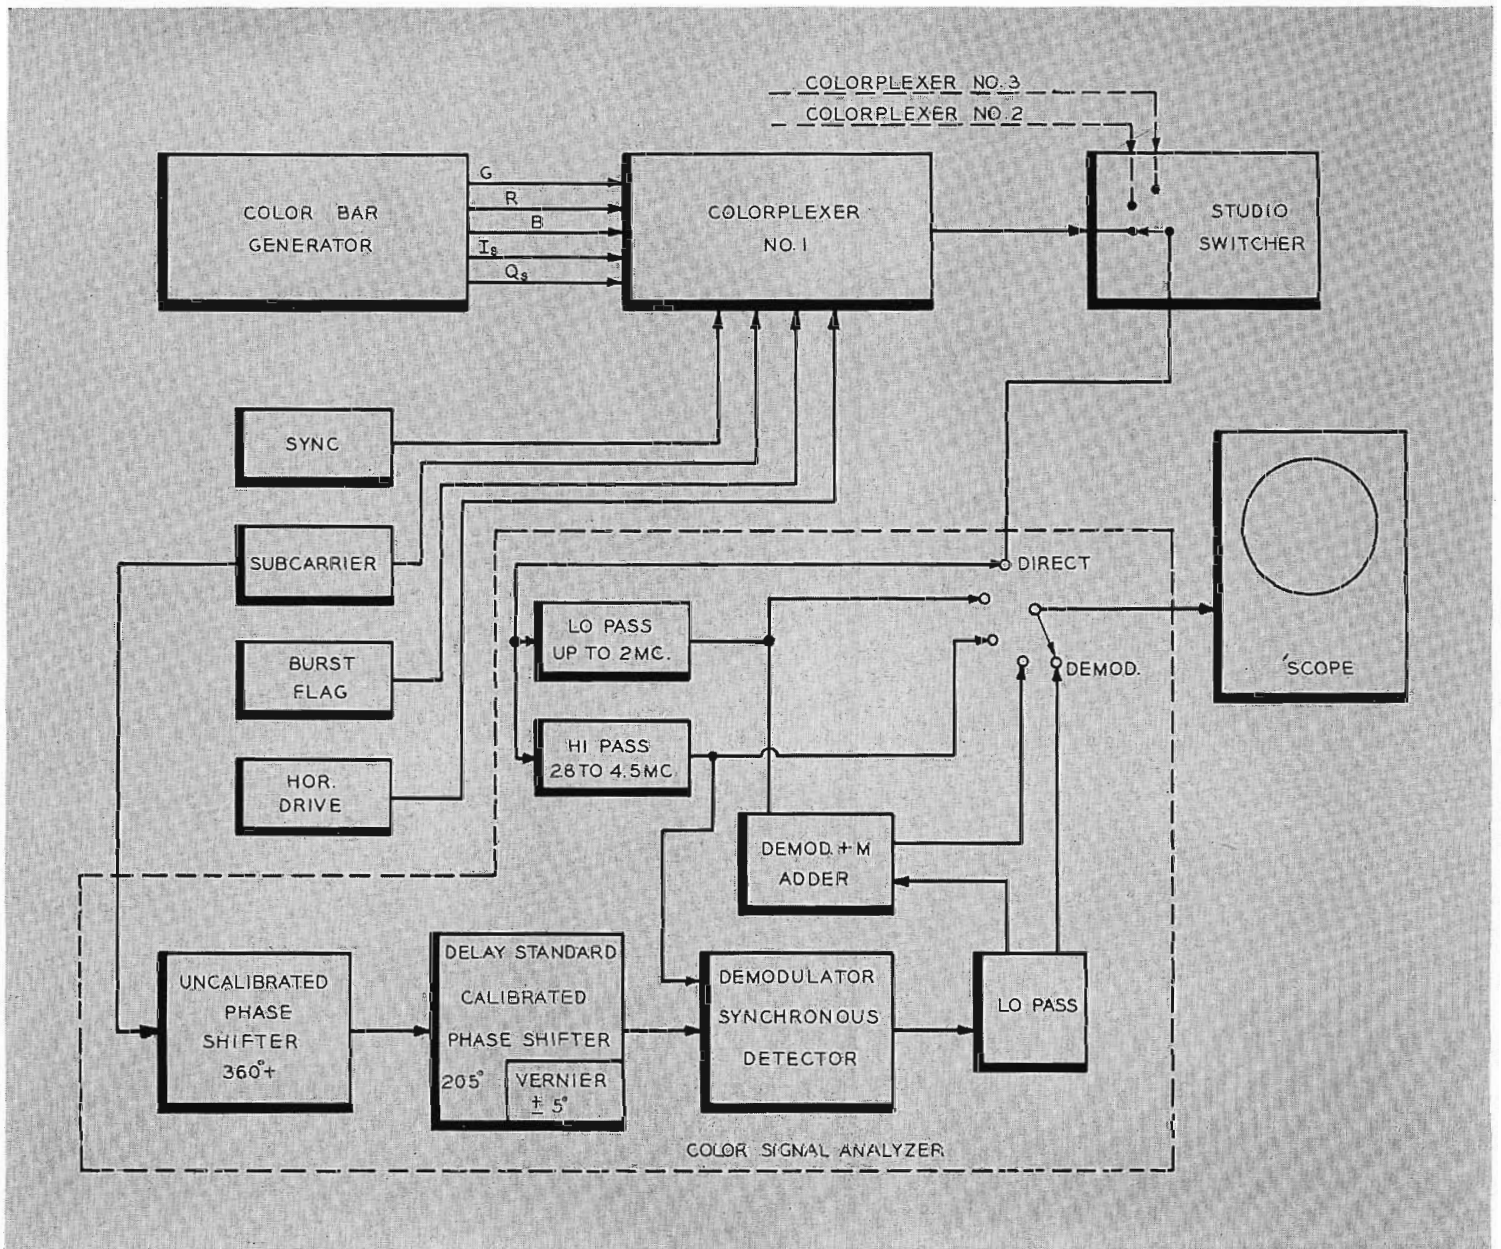 COLORPLEXER NO. 3
COLORPLEXER NO. 2
COLOR BAR
GENERATOR
G
R
B
Is
Qs
COLORPLEXER
NO. 1
STUDIO
SWITCHER
SYNC
SUBCARRIER
BURST
FLAG
HOR.
DRIVE
DIRECT
LO PASS
UP TO 2MC.
HI PASS
2.8 TO 4.5MC
DEMOD.
'SCOPE
DEMOD. + M
ADDER
UNCALIBRATED
PHASE
SHIFTER
360°+
DELAY STANDARD
CALIBRATED
PHASE SHIFTER
205°
VERNIER
± 5°
DEMODULATOR
SYNCHRONOUS
DETECTOR
LO PASS
COLOR SIGNAL ANALYZER